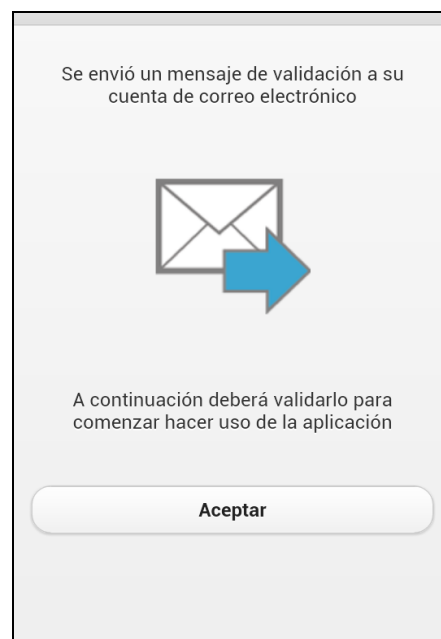 Se envió un mensaje de validación a su
cuenta de correo electrónico
A continuación deberá validarlo para
comenzar hacer uso de la aplicación
Aceptar